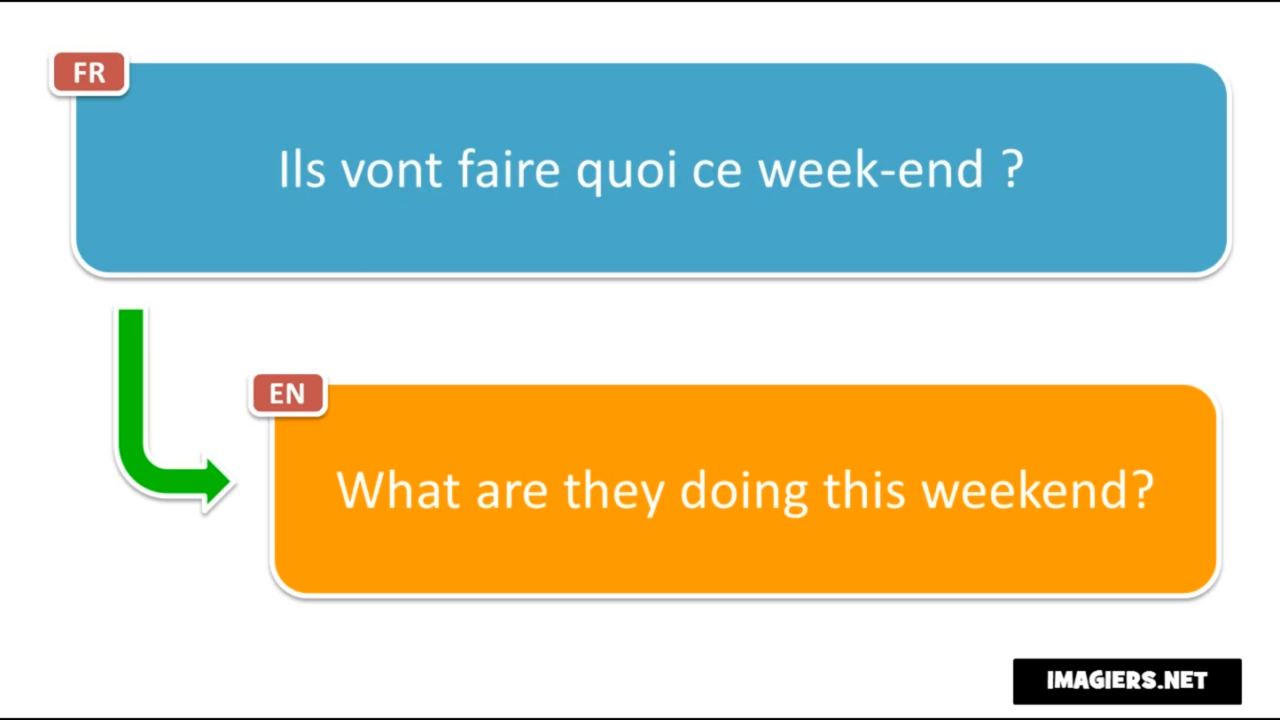 FR
Ils vont faire quoi ce week-end ?
EN
What are they doing this weekend?
IMAGIERS.NET